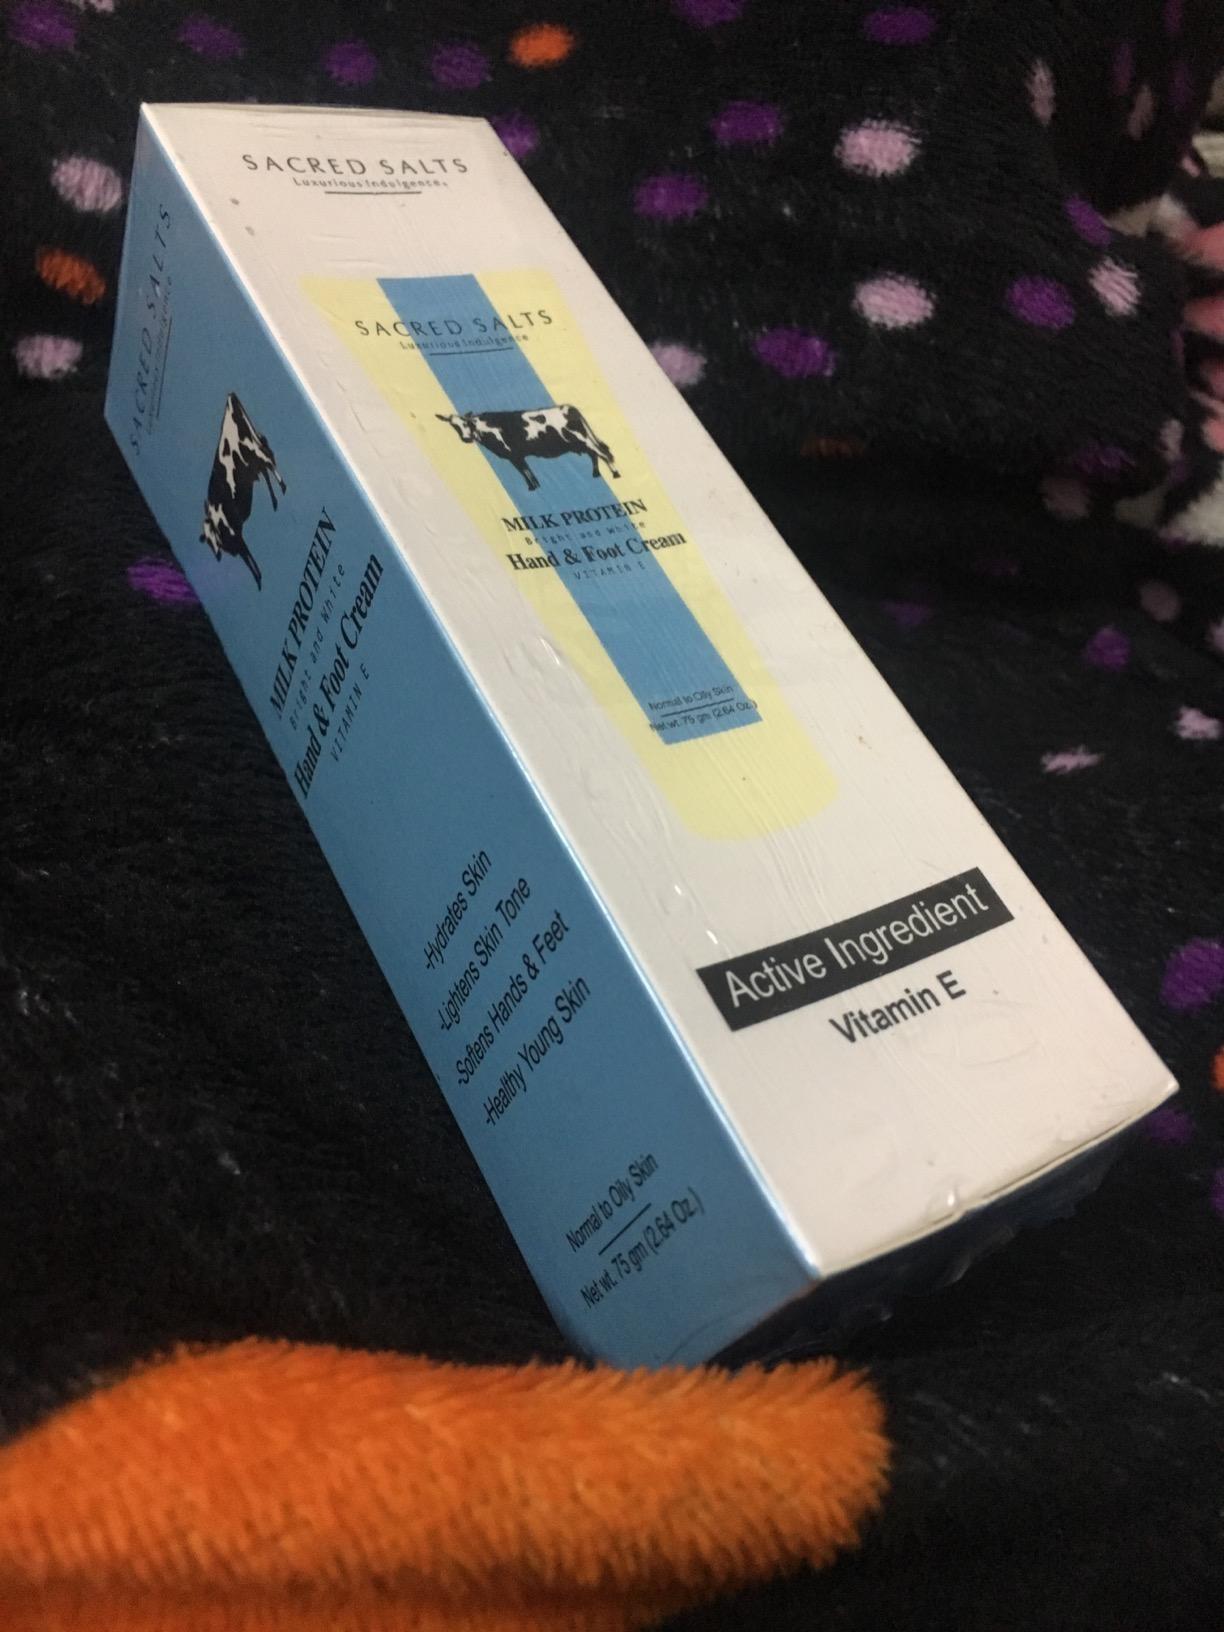 SACRED SALTS
Luxurious Indulgence
SACRED SALTS
Luxurious Indulgence
MILK PROTEIN
Bright and White
Hand & Foot Cream
VITAMIN E
Normal to Oily Skin
Net wt. 75 gm (2.64 Oz.)
Active Ingredient
Vitamin E
SACRED SALTS
Luxurious Indulgence
MILK PROTEIN
Bright and White
Hand & Foot Cream
VITAMIN E
-Hydrates Skin
-Lightens Skin Tone
-Softens Hands & Feet
-Healthy Young Skin
Normal to Oily Skin
Net wt. 75 gm (2.64 Oz.)